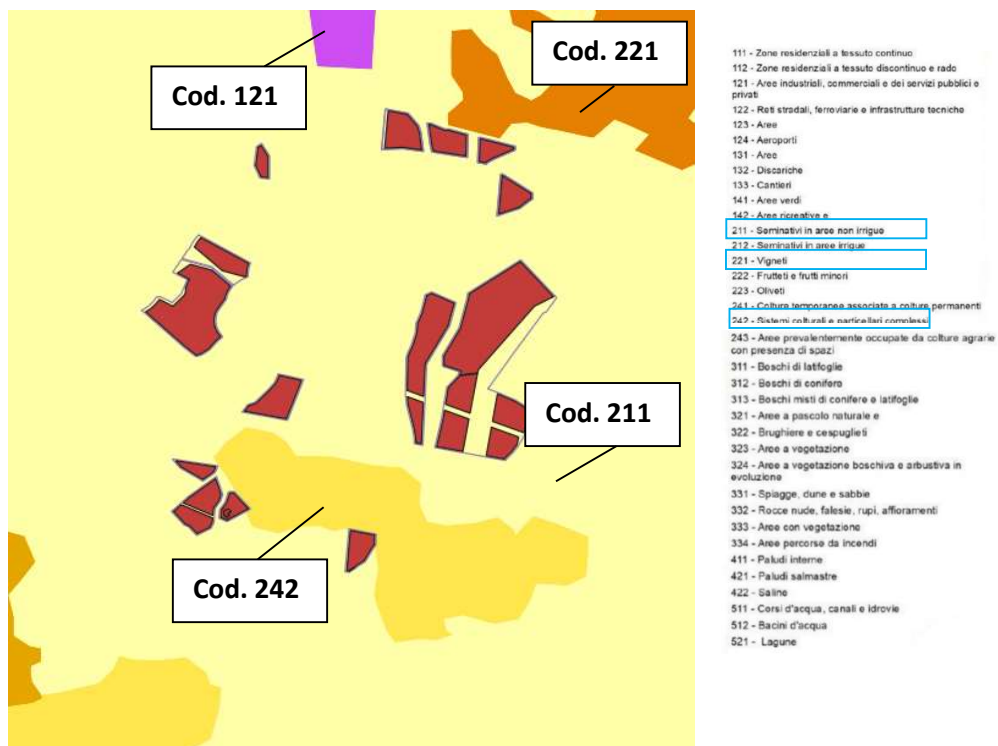 Cod. 121
Cod. 221
Cod. 211
Cod. 242
111 - Zone residenziali a tessuto continuo
112 - Zone residenziali a tessuto discontinuo e rado
121 - Aree industriali, commerciali e dei servizi publici e
privati
122 - Reti stradali, ferroviarie e infrastrutture tecniche
123 - Aree
124 - Aeroporti
131 - Aree
132 - Discariche
133 - Cantieri
141 - Aree verdi
142 - Aree ricreative e
211 - Seminativi in aree non irrigue
212 - Seminativi in aree irrigue
221 - Vigneti
222 - Frutteti e frutti minori
223 - Oliveti
241 - Colture temporanee associate a colture permanenti
242 - Sistemi colturali e particellari complessi
243 - Aree prevalentemente occupate da colture agrarie
con presenza di spazi
311 - Boschi di latifoglie
312 - Boschi di conifere
313 - Boschi misti di conifere e latifoglie
321 - Aree a pascolo naturale e
322 - Brughiere e cespuglieti
323 - Aree a vegetazione
324 - Aree a vegetazione boschiva e arbustiva in
evoluzione
331 - Spiagge, dune e sabbie
332 - Rocce nude, falesie, rupi, affioramenti
333 - Aree con vegetazione
334 - Aree percorse da incendi
411 - Paludi interne
421 - Paludi salmastre
422 - Saline
511 - Corsi d'acqua, canali e idrovie
512 - Bacini d'acqua
521 - Lagune